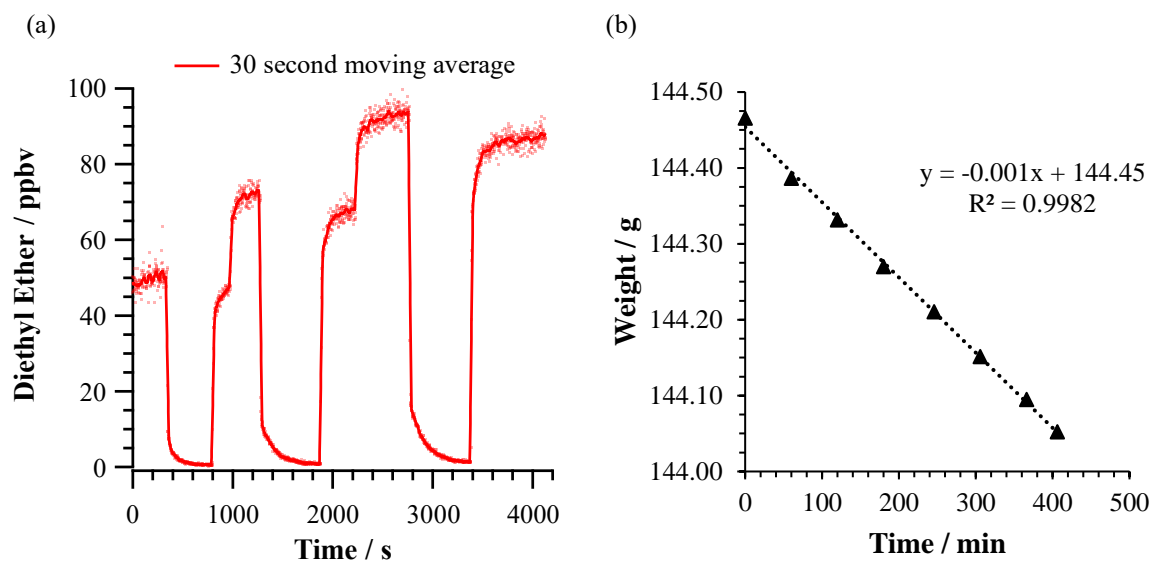 (a)
30 second moving average
Diethyl Ether / ppbv
100
80
60
40
20
0
0 1000 2000 3000 4000
Time / s
(b)
Weight / g
144.50
144.40
144.30
144.20
144.10
144.00
y = -0.001x + 144.45
R² = 0.9982
0 100 200 300 400 500
Time / min